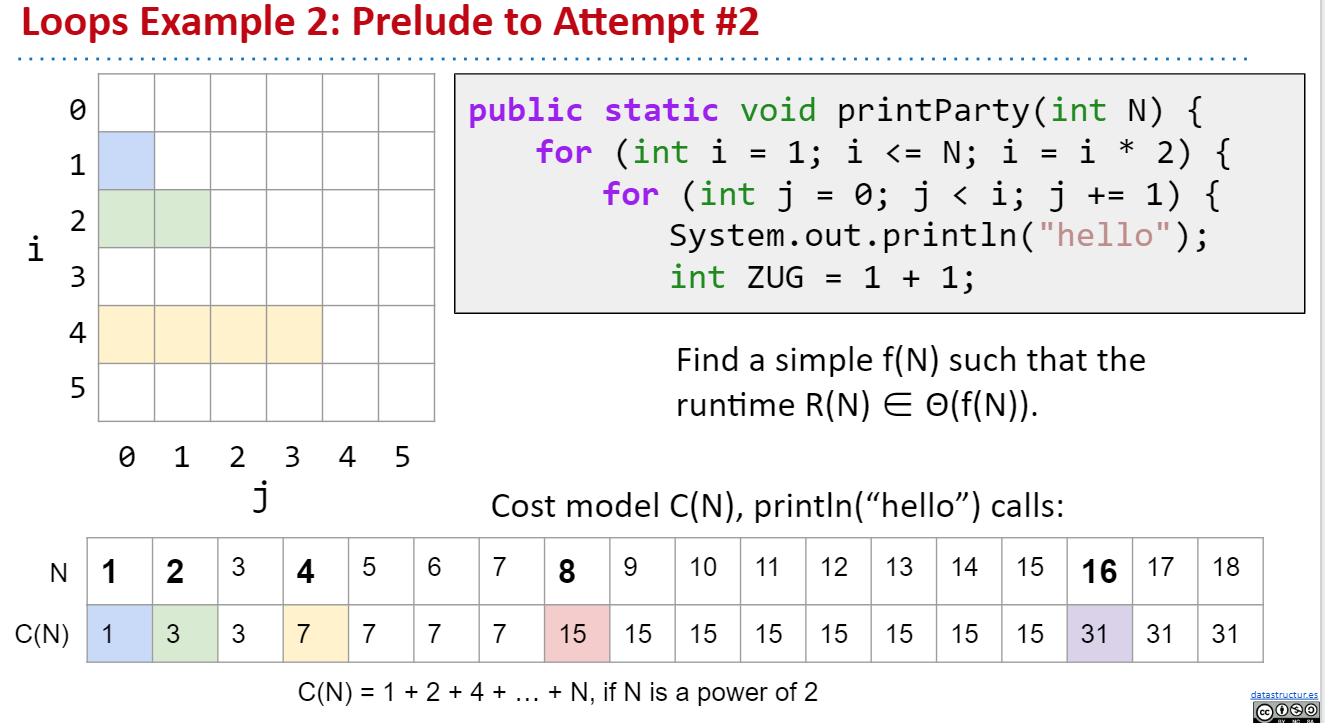 Loops Example 2: Prelude to Attempt #2
0
1
2
3
4
5
i
0 1 2 3 4 5
j
public static void printParty(int N) {
for (int i = 1; i <= N; i = i * 2) {
for (int j = 0; j < i; j += 1) {
System.out.println("hello");
int ZUG = 1 + 1;
Find a simple f(N) such that the
runtime R(N) ∈ Θ(f(N)).
Cost model C(N), println(“hello”) calls:
N 1 2 3 4 5 6 7 8 9 10 11 12 13 14 15 16 17 18
C(N) 1 3 3 7 7 7 7 15 15 15 15 15 15 15 15 31 31 31
C(N) = 1 + 2 + 4 + … + N, if N is a power of 2
datastructur.es
cc
BY NC SA